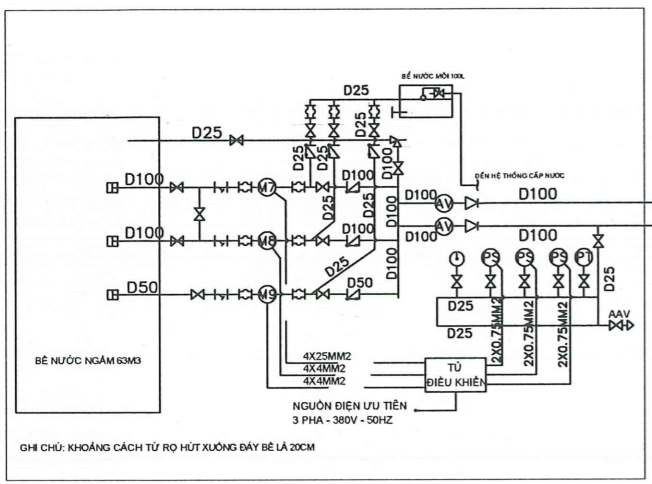 BỂ NƯỚC MỒI 100L
D25
D25
D25
D25
D25
D25
D25
D100
ĐẾN HỆ THỐNG CẤP NƯỚC
D100
D100
D25
D25
D100
D100
D100
AV
M7
D100
D100
D100
AV
D100
M8
D25
D100
D50
D50
M9
PS
PS
PS
PT
D25
D25
D25
AAV
2X0.75MM2
2X0.75MM2
2X0.75MM2
BỂ NƯỚC NGẦM 63M3
4X25MM2
4X4MM2
4X4MM2
TỦ
ĐIỀU KHIỂN
NGUỒN ĐIỆN ƯU TIÊN
3 PHA - 380V - 50HZ
GHI CHÚ: KHOẢNG CÁCH TỪ RỌ HÚT XUỐNG ĐÁY BỂ LÀ 20CM